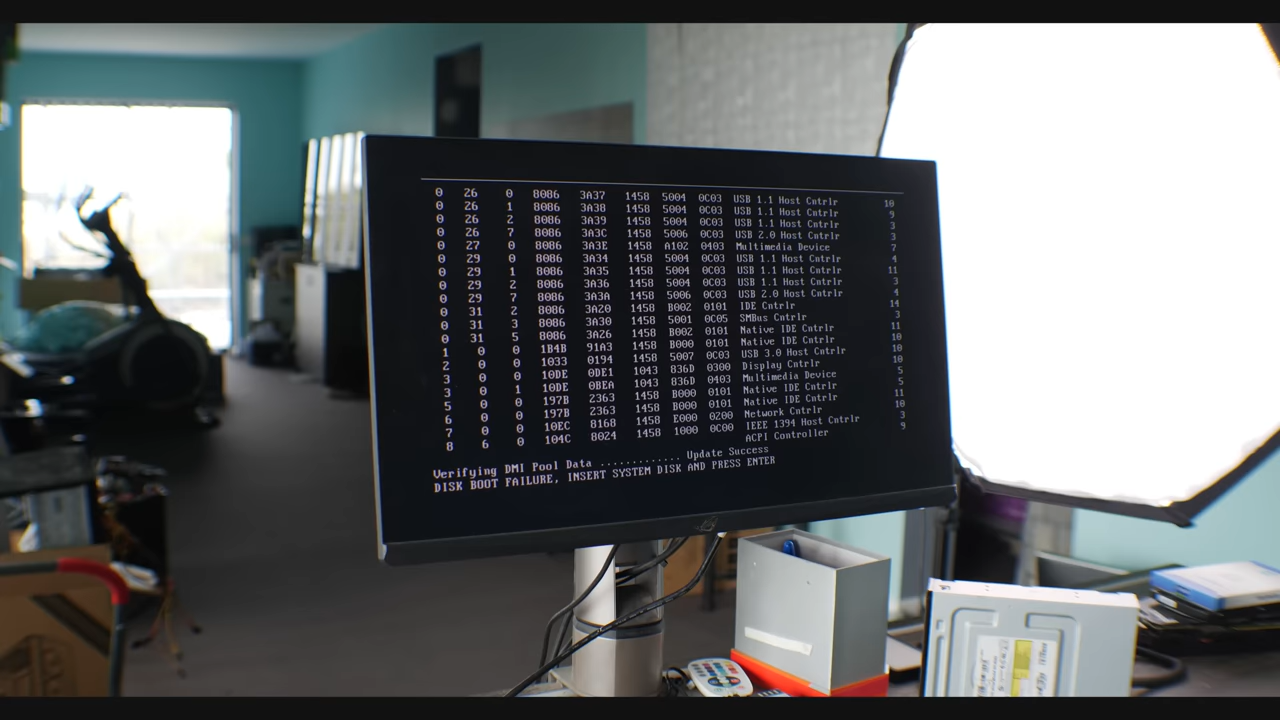 0 26 0 8086 3A37 1458 5004 0C03 USB 1.1 Host Cntrlr 10
0 26 1 8086 3A38 1458 5004 0C03 USB 1.1 Host Cntrlr 9
0 26 2 8086 3A39 1458 5004 0C03 USB 1.1 Host Cntrlr 3
0 26 7 8086 3A3C 1458 5006 0C03 USB 2.0 Host Cntrlr 3
0 27 0 8086 3A3E 1458 A102 0403 Multimedia Device 7
0 29 0 8086 3A34 1458 5004 0C03 USB 1.1 Host Cntrlr 4
0 29 1 8086 3A35 1458 5004 0C03 USB 1.1 Host Cntrlr 11
0 29 2 8086 3A36 1458 5004 0C03 USB 1.1 Host Cntrlr 3
0 29 7 8086 3A3A 1458 5006 0C03 USB 2.0 Host Cntrlr 4
0 31 2 8086 3A20 1458 B002 0101 IDE Cntrlr 14
0 31 3 8086 3A30 1458 5001 0C05 SMBus Cntrlr 3
0 31 5 8086 3A26 1458 B002 0101 Native IDE Cntrlr 11
1 0 0 1B4B 91A3 1458 B000 0101 Native IDE Cntrlr 10
2 0 0 1033 0194 1458 5007 0C03 USB 3.0 Host Cntrlr 10
3 0 0 10DE 0DE1 1043 836D 0300 Display Cntrlr 10
3 0 1 10DE 0BEA 1043 836D 0403 Multimedia Device 5
5 0 0 197B 2363 1458 B000 0101 Native IDE Cntrlr 5
6 0 0 197B 2363 1458 B000 0101 Native IDE Cntrlr 11
7 0 0 10EC 8168 1458 E000 0200 Network Cntrlr 10
8 6 0 104C 8024 1458 1000 0C00 IEEE 1394 Host Cntrlr 3
ACPI Controller 9
Verifying DMI Pool Data ............. Update Success
DISK BOOT FAILURE, INSERT SYSTEM DISK AND PRESS ENTER